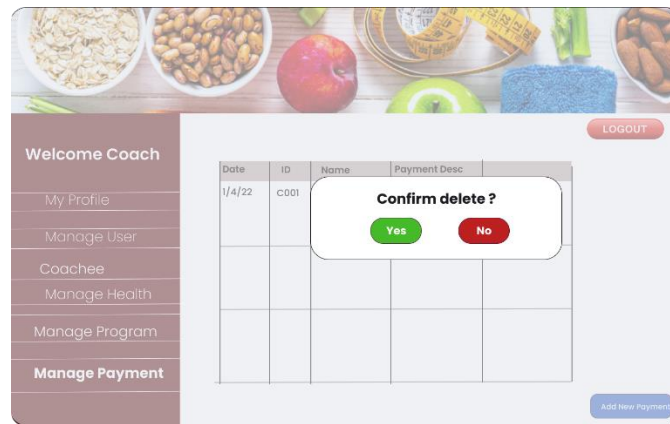 LOGOUT
Welcome Coach
My Profile
Manage User
Coachee
Manage Health
Manage Program
Manage Payment
Date ID Name Payment Desc
1/4/22 C001
Confirm delete ?
Yes No
Add New Payment